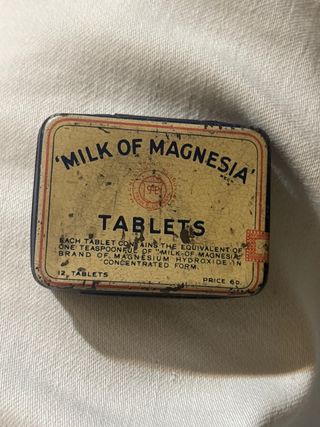 'MILK OF MAGNESIA'
TABLETS
EACH TABLET CONTAINS THE EQUIVALENT OF
ONE TEASPOONFUL OF "MILK OF MAGNESIA"
BRAND OF MAGNESIUM HYDROXIDE IN
CONCENTRATED FORM.
12 TABLETS
PRICE 6D.